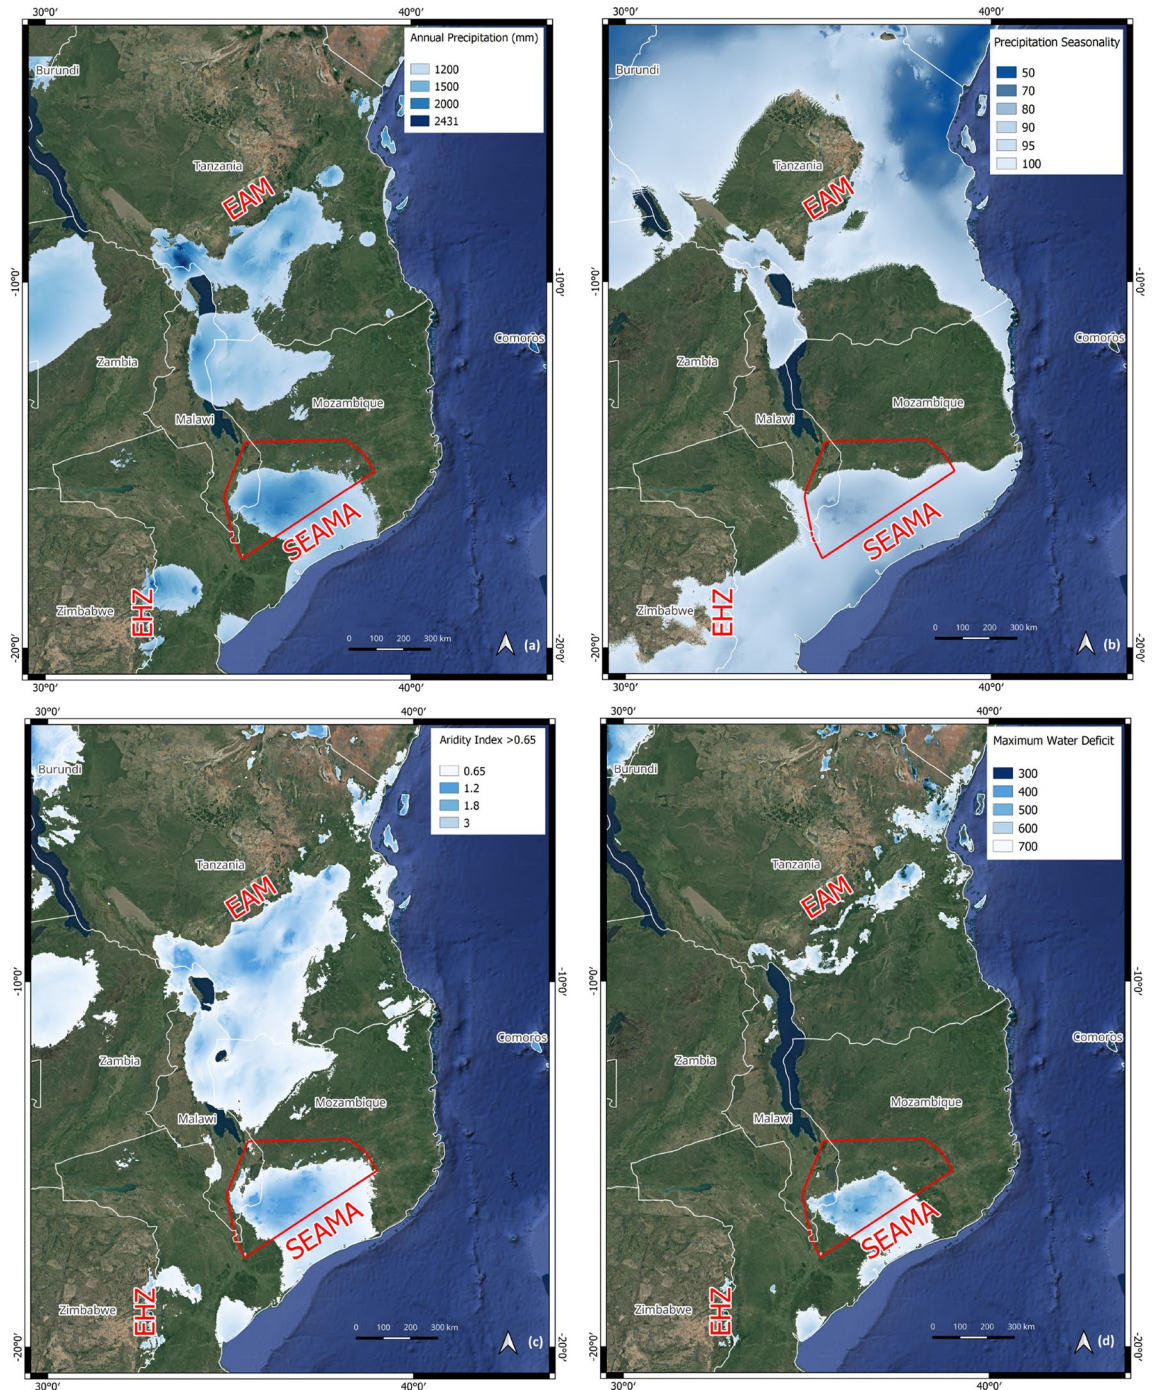 30°0′ 40°0′
Annual Precipitation (mm)
1200
1500
2000
2431
Burundi
Tanzania
EAM
-10°0′
-10°0′
Comoros
Zambia
Mozambique
Malawi
SEAMA
EHZ
Zimbabwe
0 100 200 300 km
(a)
-20°0′
-20°0′
30°0′ 40°0′
30°0′ 40°0′
Precipitation Seasonality
50
70
80
90
95
100
Burundi
Tanzania
EAM
-10°0′
-10°0′
Comoros
Zambia
Mozambique
Malawi
SEAMA
EHZ
Zimbabwe
0 100 200 300 km
(b)
-20°0′
-20°0′
30°0′ 40°0′
30°0′ 40°0′
Aridity Index >0.65
0.65
1.2
1.8
3
Burundi
Tanzania
EAM
-10°0′
-10°0′
Comoros
Zambia
Mozambique
Malawi
SEAMA
EHZ
Zimbabwe
0 100 200 300 km
(c)
-20°0′
-20°0′
30°0′ 40°0′
30°0′ 40°0′
Maximum Water Deficit
300
400
500
600
700
Burundi
Tanzania
EAM
-10°0′
-10°0′
Comoros
Zambia
Mozambique
Malawi
SEAMA
EHZ
Zimbabwe
0 100 200 300 km
(d)
-20°0′
-20°0′
30°0′ 40°0′